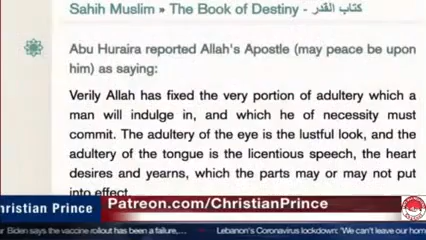 Sahih Muslim » The Book of Destiny - كتاب القدر
Abu Huraira reported Allah's Apostle (may peace be upon
him) as saying:
Verily Allah has fixed the very portion of adultery which a
man will indulge in, and which he of necessity must
commit. The adultery of the eye is the lustful look, and the
adultery of the tongue is the licentious speech, the heart
desires and yearns, which the parts may or may not put
into effect.
hristian Prince
Patreon.com/ChristianPrince
r Biden says the vaccine rollout has been a failure,...
Lebanon's Coronavirus lockdown: 'We can't leave our hom